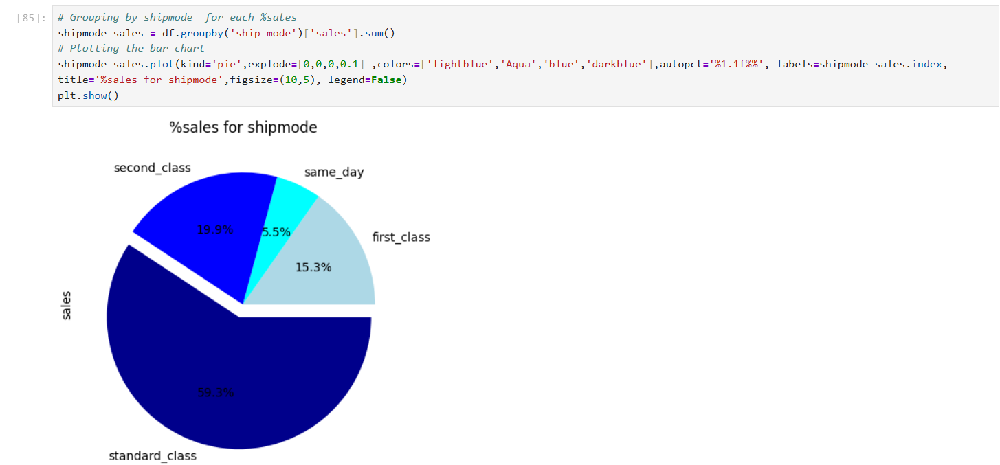 [85]:
# Grouping by shipmode  for each %sales
shipmode_sales = df.groupby('ship_mode')['sales'].sum()
# Plotting the bar chart
shipmode_sales.plot(kind='pie',explode=[0,0,0,0.1] ,colors=['lightblue','Aqua','blue','darkblue'],autopct='%1.1f%%', labels=shipmode_sales.index,
title='%sales for shipmode',figsize=(10,5), legend=False)
plt.show()
%sales for shipmode
second_class
same_day
19.9%
5.5%
first_class
15.3%
sales
59.3%
standard_class